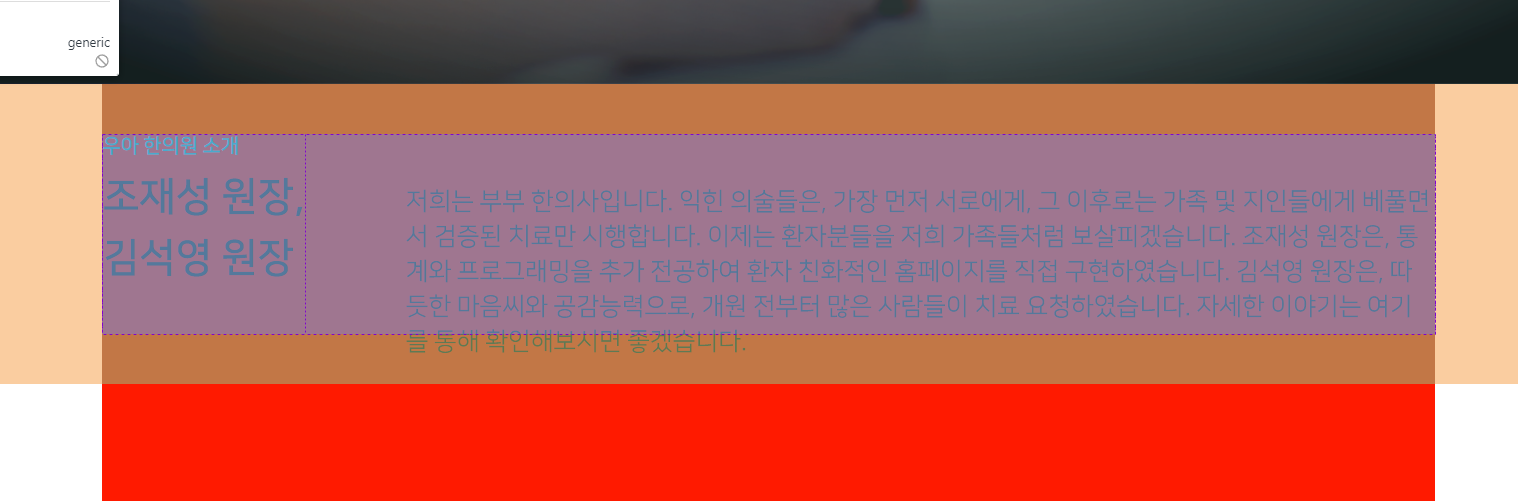 generic
우아 한의원 소개
조재성 원장,
김석영 원장
저희는 부부 한의사입니다. 익힌 의술들은, 가장 먼저 서로에게, 그 이후로는 가족 및 지인들에게 베풀면
서 검증된 치료만 시행합니다. 이제는 환자분들을 저희 가족들처럼 보살피겠습니다. 조재성 원장은, 통
계와 프로그래밍을 추가 전공하여 환자 친화적인 홈페이지를 직접 구현하였습니다. 김석영 원장은, 따
듯한 마음씨와 공감능력으로, 개원 전부터 많은 사람들이 치료 요청하였습니다. 자세한 이야기는 여기
를 통해 확인해보시면 좋겠습니다.